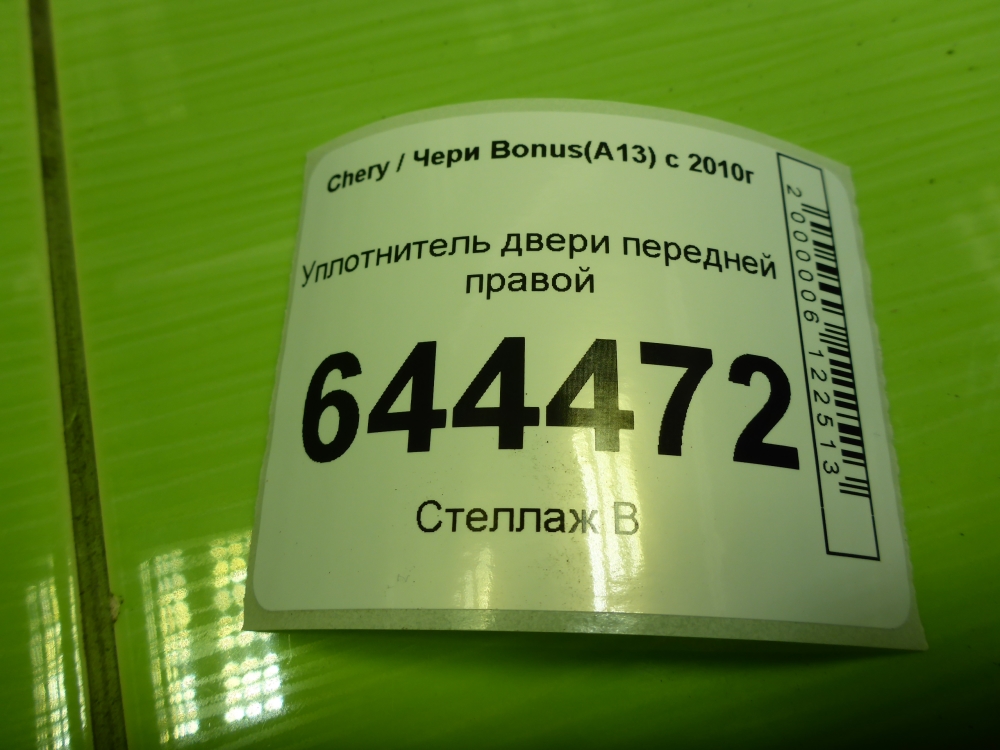 Chery / Чери Bonus(A13) с 2010г
Уплотнитель двери передней
правой
644472
Стеллаж В
2000006122513